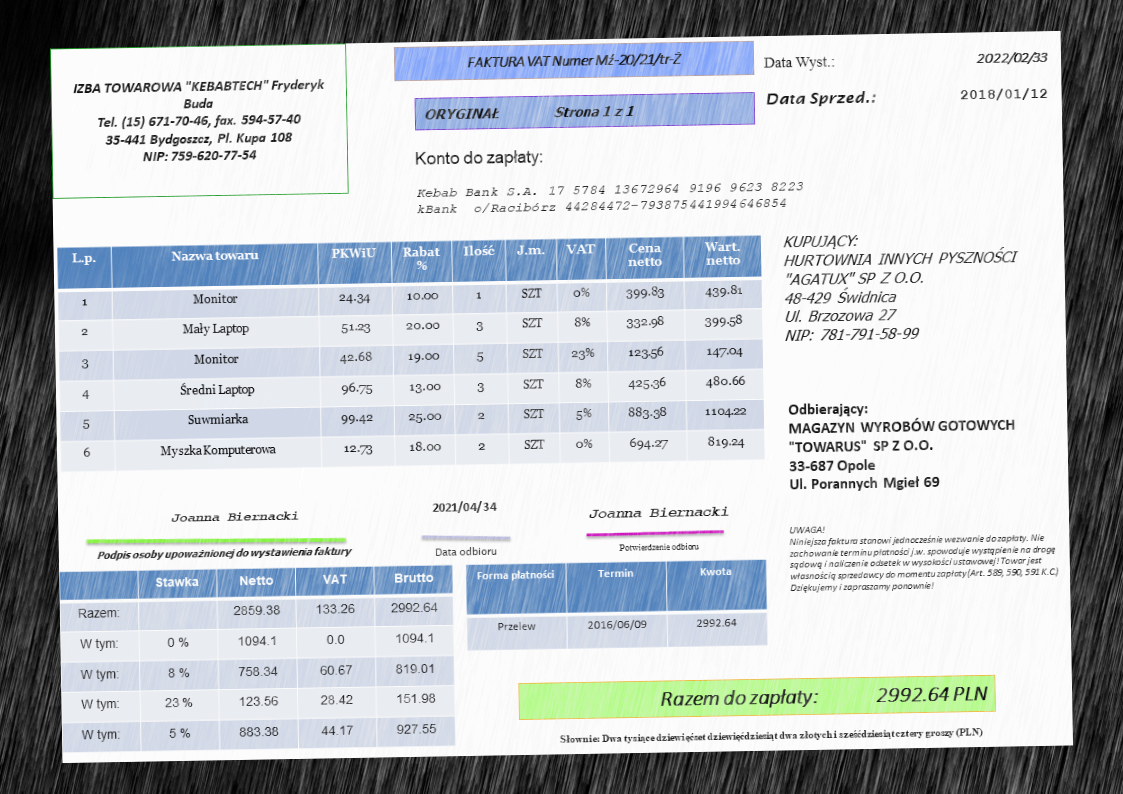 IZBA TOWAROWA "KEBABTECH" Fryderyk
Buda
Tel. (15) 671-70-46, fax. 594-57-40
35-441 Bydgoszcz, Pl. Kupa 108
NIP: 759-620-77-54
FAKTURA VAT Numer Mź-20/21/tr-Ż
ORYGINAŁ Strona 1 z 1
Data Wyst.: 2022/02/33
Data Sprzed.: 2018/01/12
Konto do zapłaty:
Kebab Bank S.A. 17 5784 13672964 9196 9623 8223
kBank o/Racibórz 44284472-793875441994646854
L.p. Nazwa towaru PKWiU Rabat % Ilość J.m. VAT Cena netto Wart. netto
1 Monitor 24.34 10.00 1 SZT 0% 399.83 439.81
2 Mały Laptop 51.23 20.00 3 SZT 8% 332.98 399.58
3 Monitor 42.68 19.00 5 SZT 23% 123.56 147.04
4 Średni Laptop 96.75 13.00 3 SZT 8% 425.36 480.66
5 Suwmiarka 99.42 25.00 2 SZT 5% 883.38 1104.22
6 Myszka Komputerowa 12.73 18.00 2 SZT 0% 694.27 819.24
KUPUJĄCY:
HURTOWNIA INNYCH PYSZNOŚCI
"AGATUX" SP Z O.O.
48-429 Świdnica
Ul. Brzozowa 27
NIP: 781-791-58-99
Odbierający:
MAGAZYN WYROBÓW GOTOWYCH
"TOWARUS" SP Z O.O.
33-687 Opole
Ul. Porannych Mgieł 69
Joanna Biernacki
Podpis osoby upoważnionej do wystawienia faktury
2021/04/34
Data odbioru
Joanna Biernacki
Potwierdzenie odbioru
UWAGA!
Niniejsza faktura stanowi jednocześnie wezwanie do zapłaty. Nie
zachowanie terminu płatności j.w. spowoduje wystąpienie na drogę
sądową i naliczenie odsetek w wysokości ustawowej! Towar jest
własnością sprzedawcy do momentu zapłaty (Art. 589, 590, 591 K.C.)
Dziękujemy i zapraszamy ponownie!
Stawka Netto VAT Brutto
Razem: 2859.38 133.26 2992.64
W tym: 0 % 1094.1 0.0 1094.1
W tym: 8 % 758.34 60.67 819.01
W tym: 23 % 123.56 28.42 151.98
W tym: 5 % 883.38 44.17 927.55
Forma płatności Termin Kwota
Przelew 2016/06/09 2992.64
Razem do zapłaty: 2992.64 PLN
Słownie: Dwa tysiące dziewięćset dziewięćdziesiąt dwa złotych i sześćdziesiąt cztery groszy (PLN)